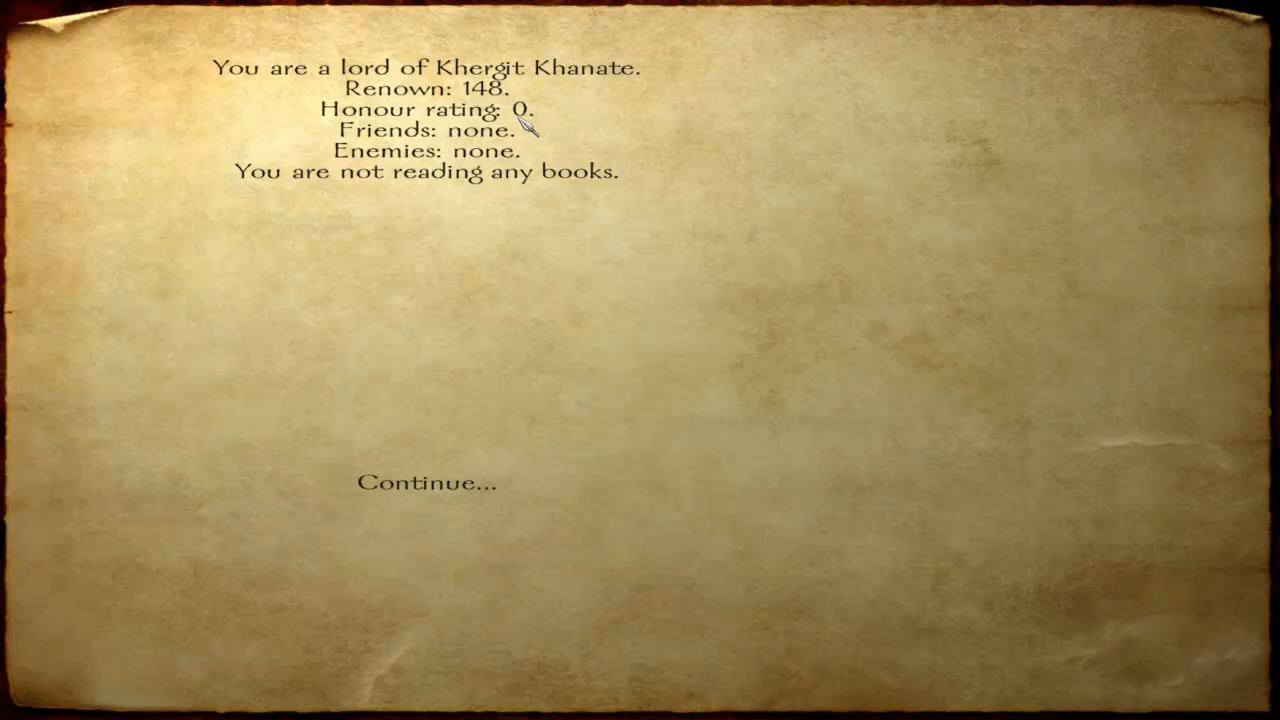 You are a lord of Khergit Khanate.
Renown: 148.
Honour rating: 0.
Friends: none.
Enemies: none.
You are not reading any books.
Continue...